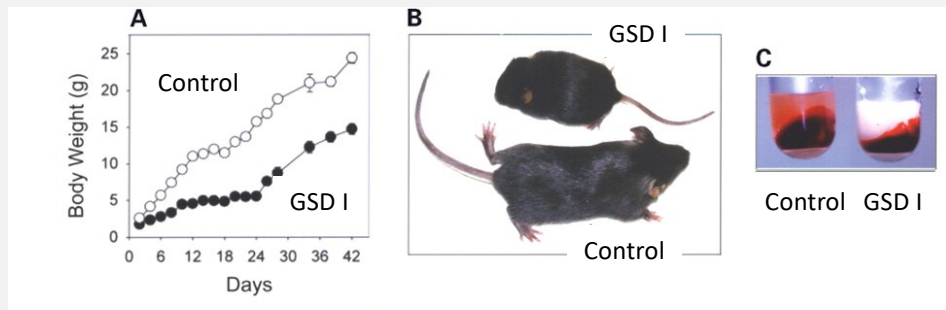 A
Body Weight (g)
25
20
15
10
5
0
Control
GSD I
0 6 12 18 24 30 36 42
Days
B
GSD I
Control
C
Control GSD I